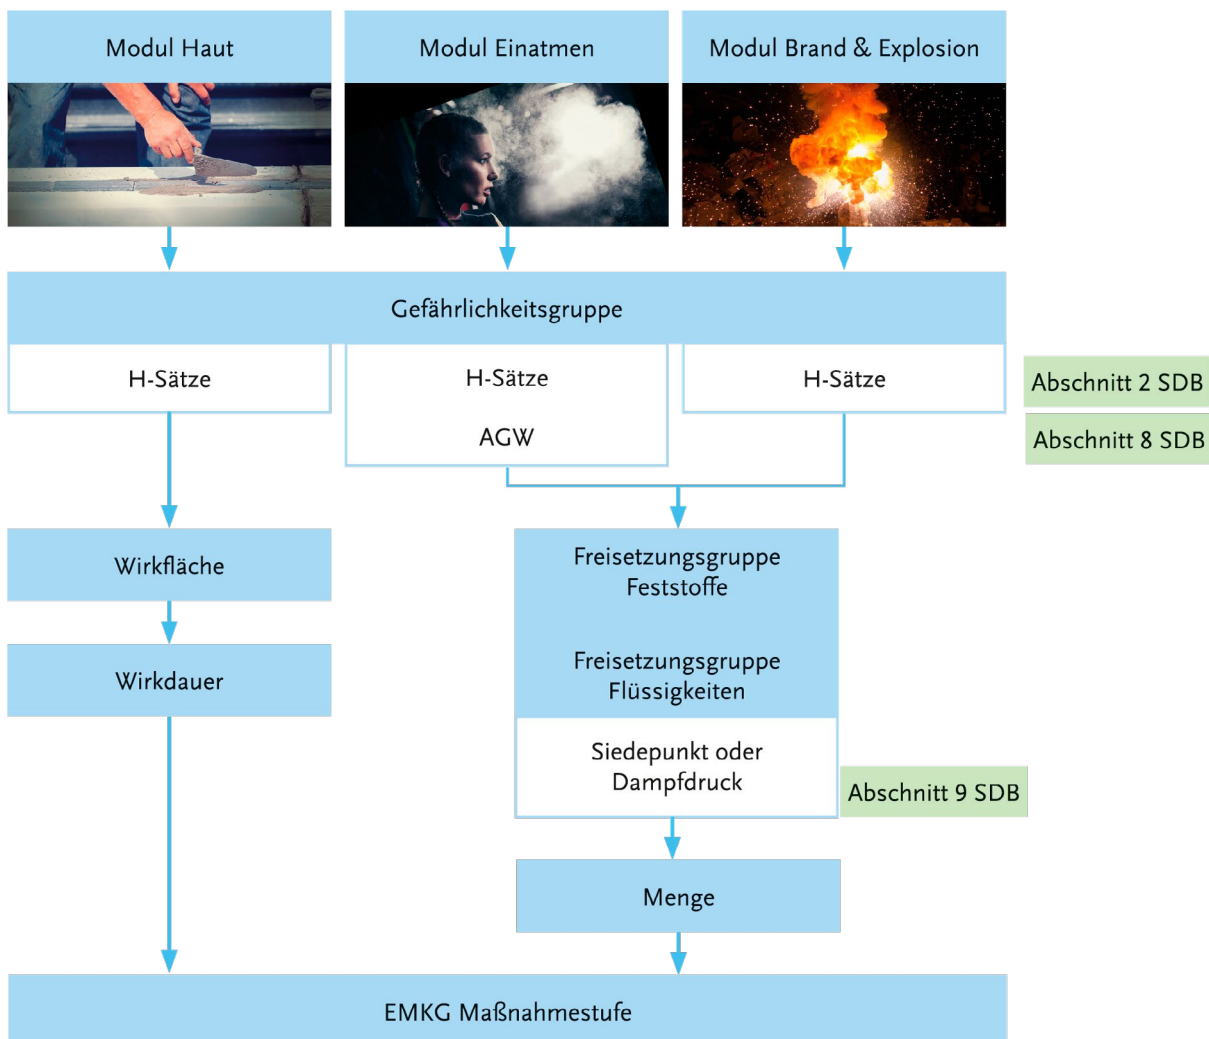 Modul Haut
Modul Einatmen
Modul Brand & Explosion
Gefährlichkeitsgruppe
H-Sätze
H-Sätze
AGW
H-Sätze
Abschnitt 2 SDB
Abschnitt 8 SDB
Wirkfläche
Wirkdauer
Freisetzungsgruppe
Feststoffe
Freisetzungsgruppe
Flüssigkeiten
Siedepunkt oder
Dampfdruck
Abschnitt 9 SDB
Menge
EMKG Maßnahmestufe